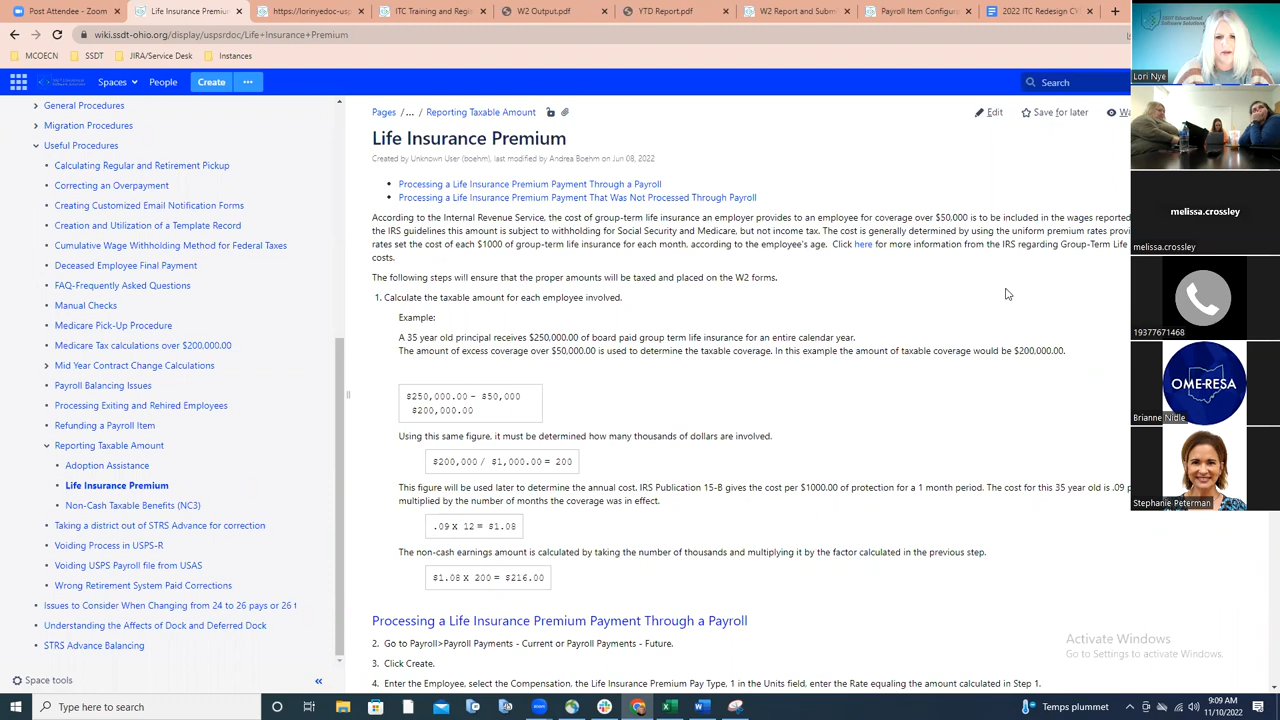 Post Attendees - Zoom
Life Insurance Premium
https://lorinyedoc-usp
ITC Training and Reg
W2 Output.pdf
YTD Report.pdf
W2 Report and Subm
Payroll Item Configur
2022 ITC Redesign CY
wiki.ssdt-ohio.org/display/uspsrdoc/Life+Insurance+Premium
MCOECN
SSDT
JIRA/Service Desk
Instances
Spaces
People
Create
Search
General Procedures
Migration Procedures
Useful Procedures
Calculating Regular and Retirement Pickup
Correcting an Overpayment
Creating Customized Email Notification Forms
Creation and Utilization of a Template Record
Cumulative Wage Withholding Method for Federal Taxes
Deceased Employee Final Payment
FAQ-Frequently Asked Questions
Manual Checks
Medicare Pick-Up Procedure
Medicare Tax calculations over $200,000.00
Mid Year Contract Change Calculations
Payroll Balancing Issues
Processing Exiting and Rehired Employees
Refunding a Payroll Item
Reporting Taxable Amount
Adoption Assistance
Life Insurance Premium
Non-Cash Taxable Benefits (NC3)
Taking a district out of STRS Advance for correction
Voiding Process in USPS-R
Voiding USPS Payroll file from USAS
Wrong Retirement System Paid Corrections
Issues to Consider When Changing from 24 to 26 pays or 26 t
Understanding the Affects of Dock and Deferred Dock
STRS Advance Balancing
Space tools
Pages /... / Reporting Taxable Amount
Edit
Save for later
Wa
Life Insurance Premium
Created by Unknown User (boehm), last modified by Andrea Boehm on Jun 08, 2022
Processing a Life Insurance Premium Payment Through a Payroll
Processing a Life Insurance Premium Payment That Was Not Processed Through Payroll
According to the Internal Revenue Service, the cost of group-term life insurance an employer provides to an employee for coverage over $50.000 is to be included in the wages reported
the IRS guidelines this amount is subject to withholding for Social Security and Medicare, but not income tax. The cost is generally determined by using the uniform rates provi
rates set the cost of each $1000 of group-term life insurance for each month, according to the employee's age. Click here for more information from the IRS regarding Group-Term Life
costs.
The following steps will ensure that the proper amounts will be taxed and placed on the W2 forms.
1. Calculate the taxable amount for each employee involved.
Example:
A 35 year old principal receives $250,000.00 of board paid group term life insurance for an entire calendar year.
The amount of excess coverage over $50,000.00 is used to determine the taxable coverage. In this example the amount of taxable coverage would be $200,000.00.
$250,000.00 - $50,000
$200,000.00
Using this same figure, it must be determined how many thousands of dollars are involved.
$200,000 / $1,000.00 = 200
This figure will be used later to determine the annual cost. IRS Publication 15-B gives the cost per $1000.00 of protection for a 1 month period. The cost for this 35 year old is .09 p
multiplied by the number of months the coverage was in effect.
.09 X 12 = $1.08
The non-cash earnings amount is calculated by taking the number of thousands and multiplying it by the factor calculated in the previous step.
$1.08 X 200 = $216.00
Processing a Life Insurance Premium Payment Through a Payroll
2. Go to Payroll>Payroll Payments - Current or Payroll Payments - Future.
3. Click Create.
4. Enter the Employee, select the Compensation, the Life Insurance Premium Pay Type, 1 in the Units field, enter the Rate equaling the amount calculated in Step 1.
Activate Windows
Go to Settings to activate Windows.
SSDT Educational
Software Solutions
Lori Nye
melissa.crossley
melissa.crossley
19377671468
OME-RESA
Brianne Nidle
Stephanie Peterman
Type here to search
Temps plummet
9:09 AM
11/10/2022